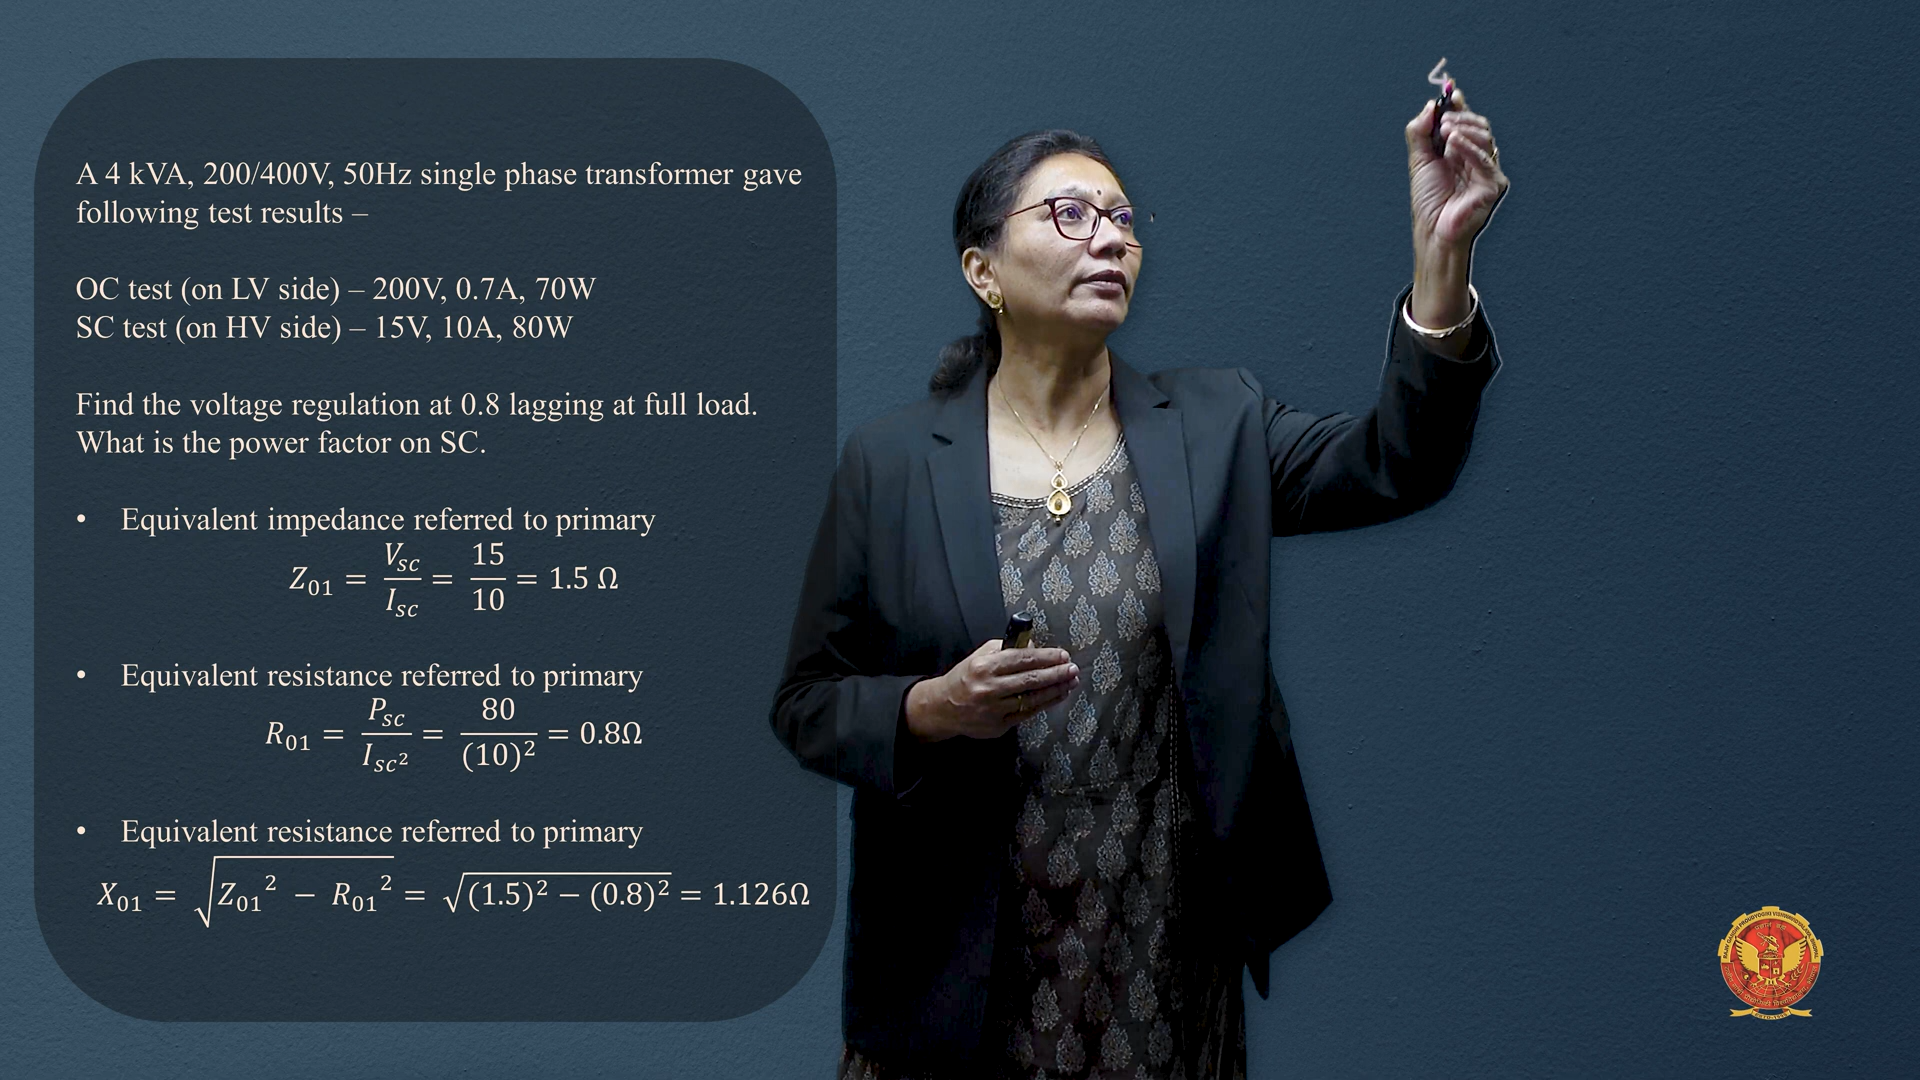 A 4 kVA, 200/400V, 50Hz single phase transformer gave
following test results –
OC test (on LV side) – 200V, 0.7A, 70W
SC test (on HV side) – 15V, 10A, 80W
Find the voltage regulation at 0.8 lagging at full load.
What is the power factor on SC.
• Equivalent impedance referred to primary
Z₀₁ = V_sc / I_sc = 15 / 10 = 1.5 Ω
• Equivalent resistance referred to primary
R₀₁ = P_sc / I_sc² = 80 / (10)² = 0.8Ω
• Equivalent resistance referred to primary
X₀₁ = √(Z₀₁² − R₀₁²) = √((1.5)² − (0.8)²) = 1.126Ω